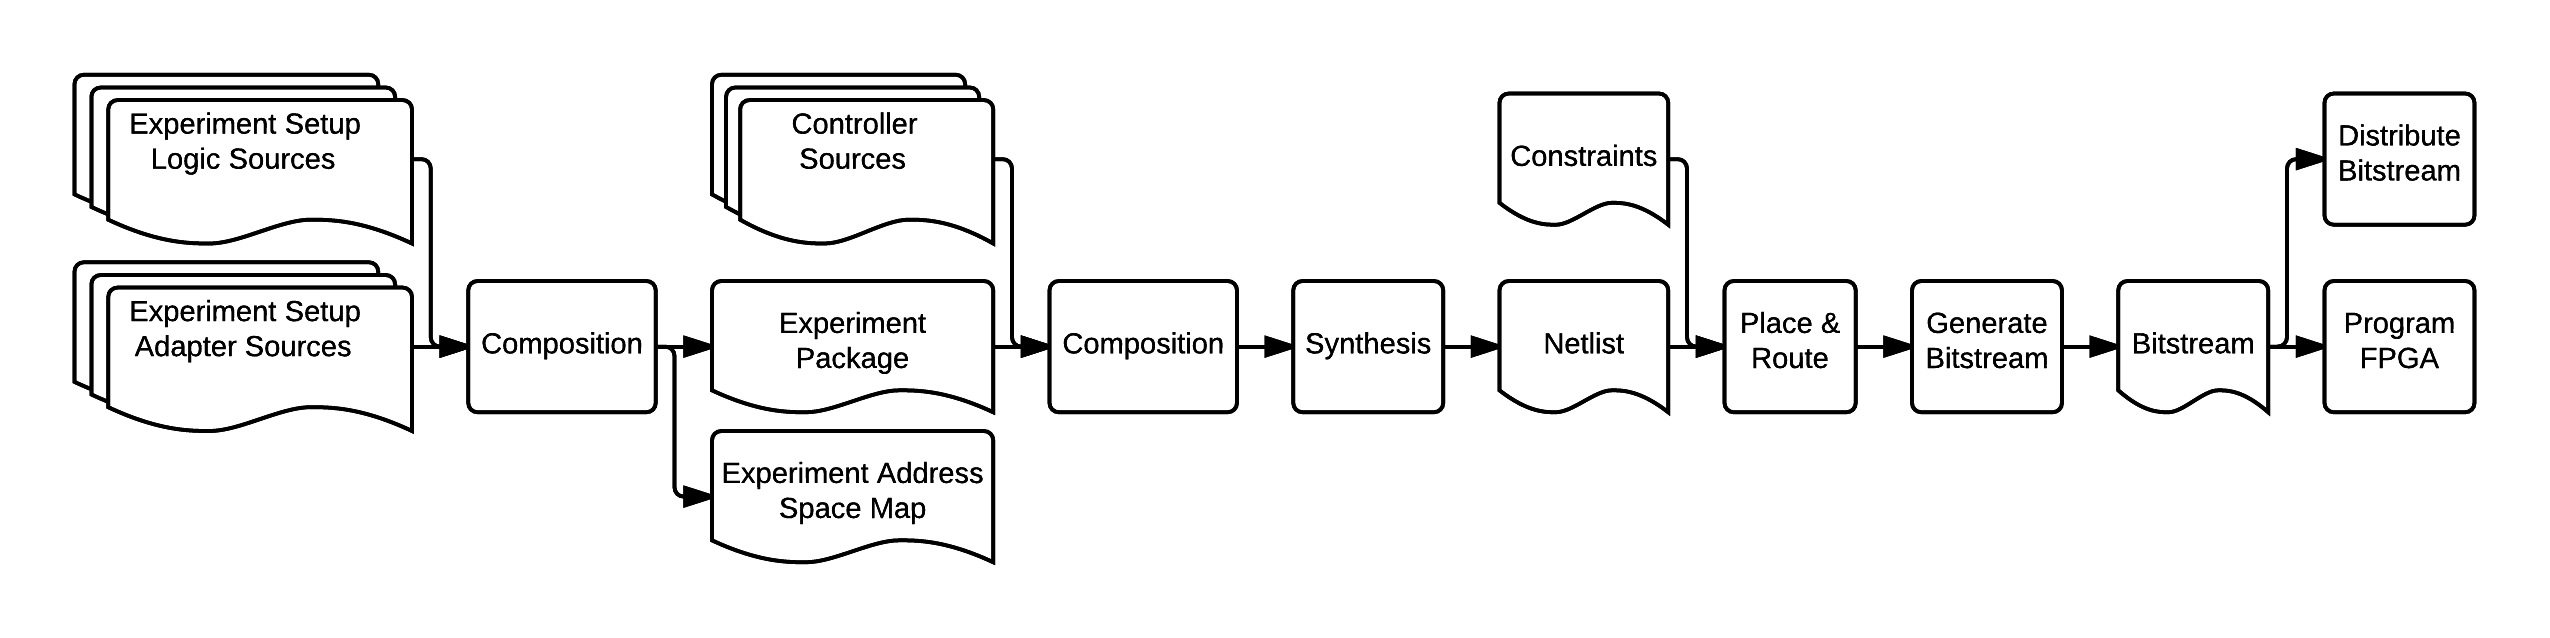 Experiment Setup
Logic Sources
Experiment Setup
Adapter Sources
Composition
Controller
Sources
Experiment
Package
Experiment Address
Space Map
Composition
Synthesis
Constraints
Netlist
Place &
Route
Generate
Bitstream
Bitstream
Distribute
Bitstream
Program
FPGA